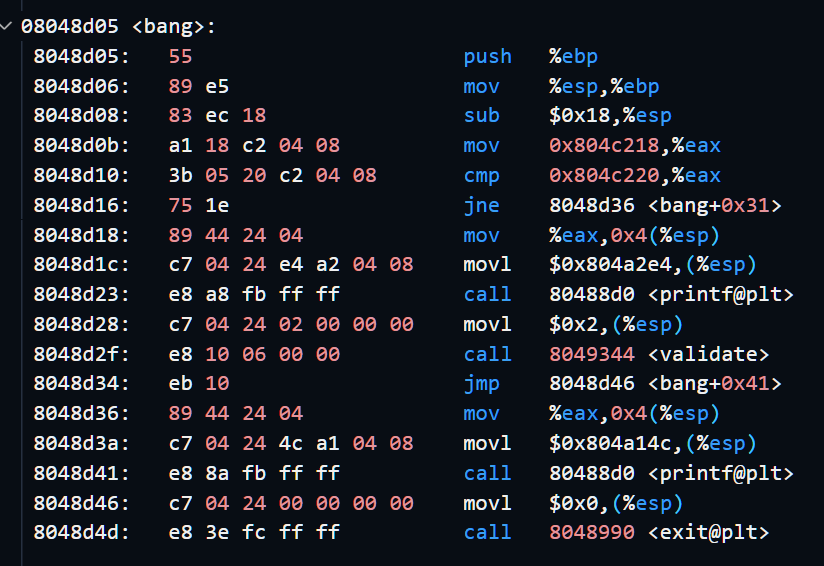 08048d05 <bang>:
8048d05: 55 push %ebp
8048d06: 89 e5 mov %esp,%ebp
8048d08: 83 ec 18 sub $0x18,%esp
8048d0b: a1 18 c2 04 08 mov 0x804c218,%eax
8048d10: 3b 05 20 c2 04 08 cmp 0x804c220,%eax
8048d16: 75 1e jne 8048d36 <bang+0x31>
8048d18: 89 44 24 04 mov %eax,0x4(%esp)
8048d1c: c7 04 24 e4 a2 04 08 movl $0x804a2e4,(%esp)
8048d23: e8 a8 fb ff ff call 80488d0 <printf@plt>
8048d28: c7 04 24 02 00 00 00 movl $0x2,(%esp)
8048d2f: e8 10 06 00 00 call 8049344 <validate>
8048d34: eb 10 jmp 8048d46 <bang+0x41>
8048d36: 89 44 24 04 mov %eax,0x4(%esp)
8048d3a: c7 04 24 4c a1 04 08 movl $0x804a14c,(%esp)
8048d41: e8 8a fb ff ff call 80488d0 <printf@plt>
8048d46: c7 04 24 00 00 00 00 movl $0x0,(%esp)
8048d4d: e8 3e fc ff ff call 8048990 <exit@plt>